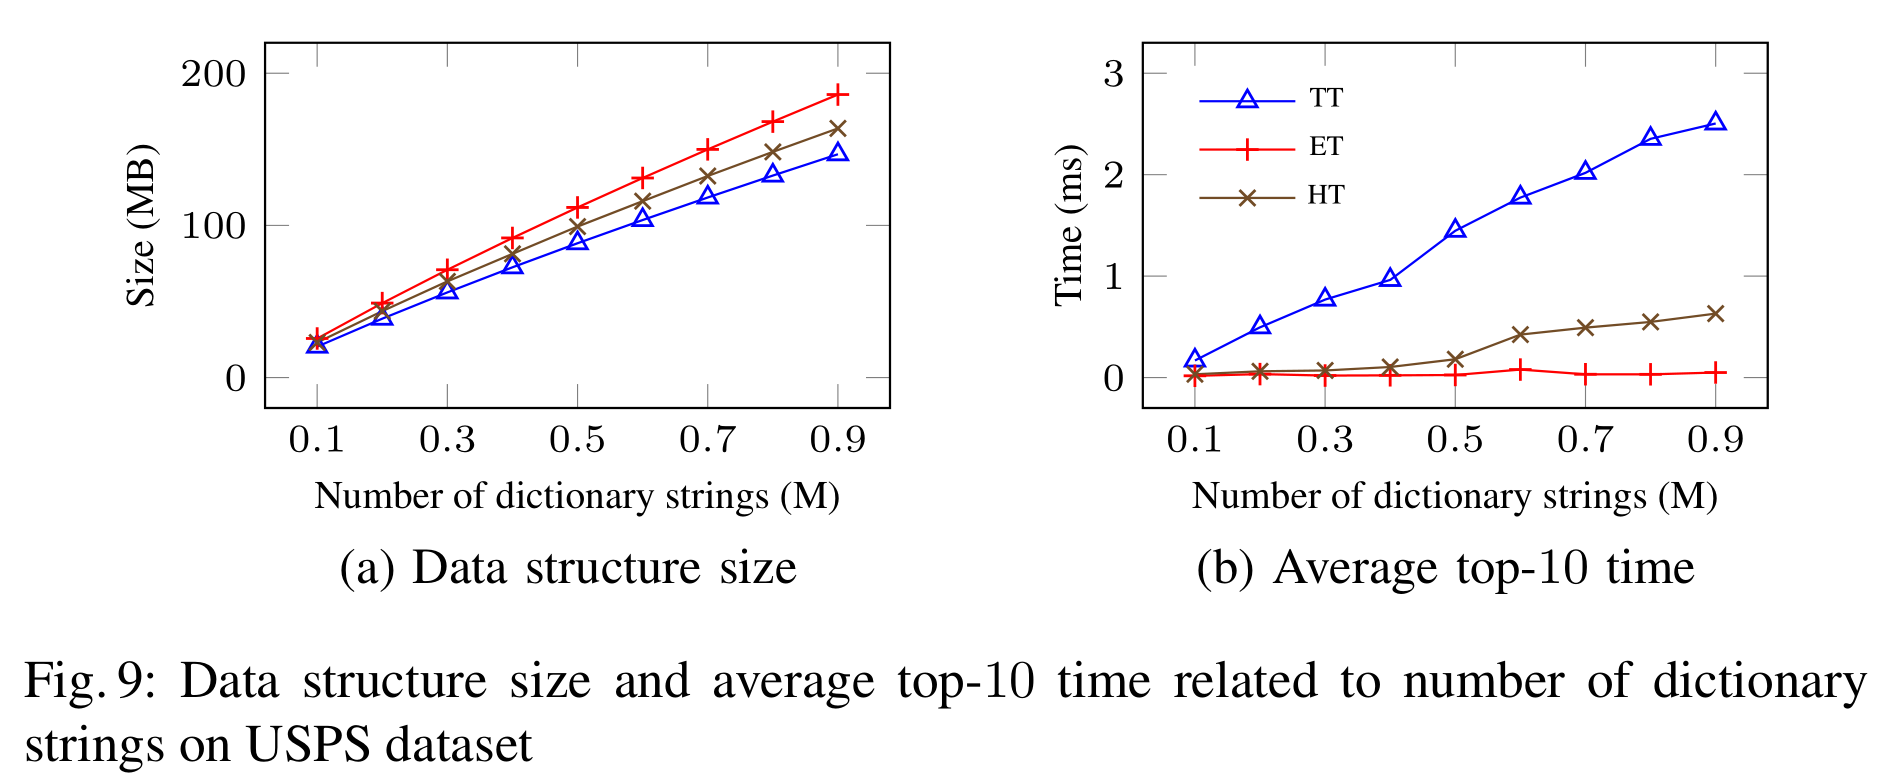 200
100
0
Size (MB)
0.1 0.3 0.5 0.7 0.9
Number of dictionary strings (M)
(a) Data structure size
3
2
1
0
Time (ms)
TT
ET
HT
0.1 0.3 0.5 0.7 0.9
Number of dictionary strings (M)
(b) Average top-10 time
Fig. 9: Data structure size and average top-10 time related to number of dictionary
strings on USPS dataset